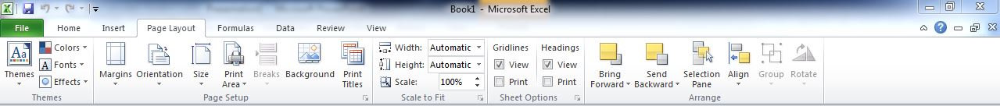 Book1 - Microsoft Excel
File Home Insert Page Layout Formulas Data Review View
Aa Themes Colors Fonts Effects
Themes
Margins Orientation Size Print Area Breaks Background Print Titles
Page Setup
Width: Automatic
Height: Automatic
Scale: 100%
Scale to Fit
Gridlines Headings
View View
Print Print
Sheet Options
Bring Forward Send Backward Selection Pane Align Group Rotate
Arrange